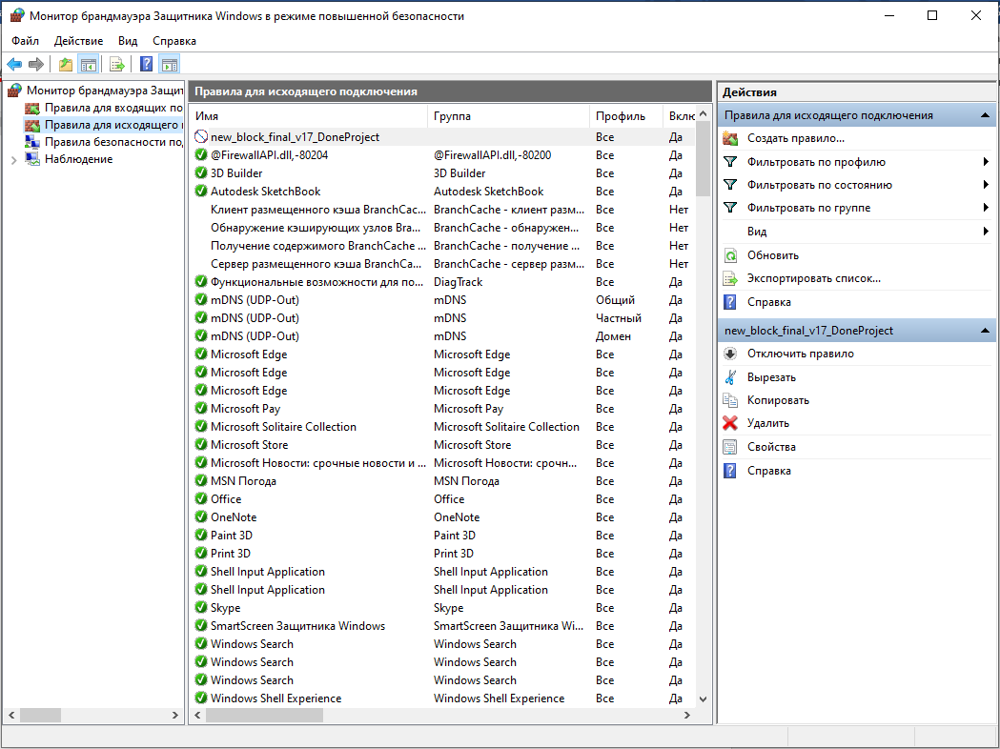 Монитор брандмауэра Защитника Windows в режиме повышенной безопасности
Файл Действие Вид Справка
Монитор брандмауэра Защит
Правила для входящих по
Правила для исходящего
Правила безопасности по
Наблюдение
Правила для исходящего подключения
Имя Группа Профиль Вклю
new_block_final_v17_DoneProject Все Да
@FirewallAPI.dll,-80204 @FirewallAPI.dll,-80200 Все Да
3D Builder 3D Builder Все Да
Autodesk SketchBook Autodesk SketchBook Все Да
Клиент размещенного кэша BranchCac... BranchCache - клиент разм... Все Нет
Обнаружение кэширующих узлов Bra... BranchCache - обнаружен... Все Нет
Получение содержимого BranchCache ... BranchCache - получение ... Все Нет
Сервер размещенного кэша BranchCa... BranchCache - сервер разм... Все Нет
Функциональные возможности для по... DiagTrack Все Да
mDNS (UDP-Out) mDNS Общий Да
mDNS (UDP-Out) mDNS Частный Да
mDNS (UDP-Out) mDNS Домен Да
Microsoft Edge Microsoft Edge Все Да
Microsoft Edge Microsoft Edge Все Да
Microsoft Edge Microsoft Edge Все Да
Microsoft Pay Microsoft Pay Все Да
Microsoft Solitaire Collection Microsoft Solitaire Collection Все Да
Microsoft Store Microsoft Store Все Да
Microsoft Новости: срочные новости и ... Microsoft Новости: срочн... Все Да
MSN Погода MSN Погода Все Да
Office Office Все Да
OneNote OneNote Все Да
Paint 3D Paint 3D Все Да
Print 3D Print 3D Все Да
Shell Input Application Shell Input Application Все Да
Shell Input Application Shell Input Application Все Да
Skype Skype Все Да
SmartScreen Защитника Windows SmartScreen Защитника Wi... Все Да
Windows Search Windows Search Все Да
Windows Search Windows Search Все Да
Windows Search Windows Search Все Да
Windows Shell Experience Windows Shell Experience Все Да
Действия
Правила для исходящего подключения
Создать правило...
Фильтровать по профилю
Фильтровать по состоянию
Фильтровать по группе
Вид
Обновить
Экспортировать список...
Справка
new_block_final_v17_DoneProject
Отключить правило
Вырезать
Копировать
Удалить
Свойства
Справка